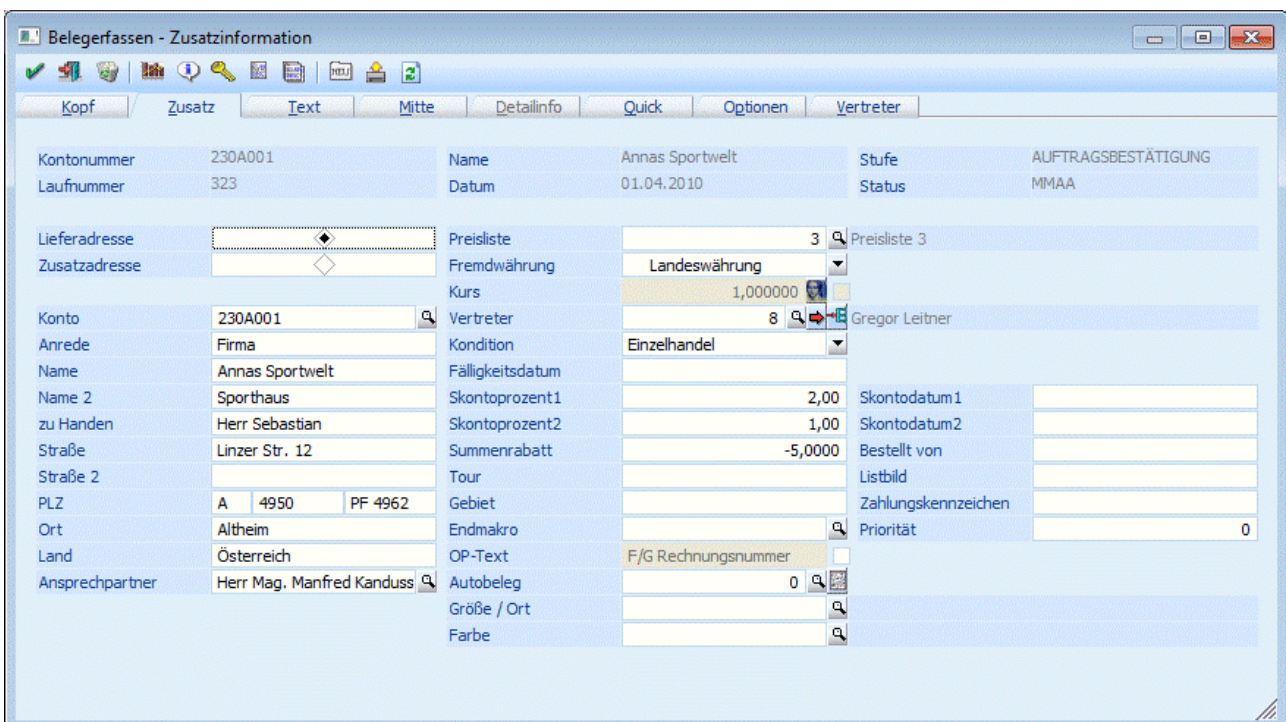 Belegerfassen - Zusatzinformation
NEU
Kopf Zusatz Text Mitte Detailinfo Quick Optionen Vertreter
Kontonummer 230A001 Name Annas Sportwelt Stufe AUFTRAGSBESTÄTIGUNG
Laufnummer 323 Datum 01.04.2010 Status MMAA
Lieferadresse Preisliste 3 Preisliste 3
Zusatzadresse Fremdwährung Landeswährung
Kurs 1,000000
Konto 230A001 Vertreter 8 Gregor Leitner
Anrede Firma Kondition Einzelhandel
Name Annas Sportwelt Fälligkeitsdatum
Name 2 Sporthaus Skontoprozent1 2,00 Skontodatum1
zu Handen Herr Sebastian Skontoprozent2 1,00 Skontodatum2
Straße Linzer Str. 12 Summenrabatt -5,0000 Bestellt von
Straße 2 Tour Listbild
PLZ A 4950 PF 4962 Gebiet Zahlungskennzeichen
Ort Altheim Endmakro Priorität 0
Land Österreich OP-Text F/G Rechnungsnummer
Ansprechpartner Herr Mag. Manfred Kanduss Autobeleg 0
Größe / Ort
Farbe